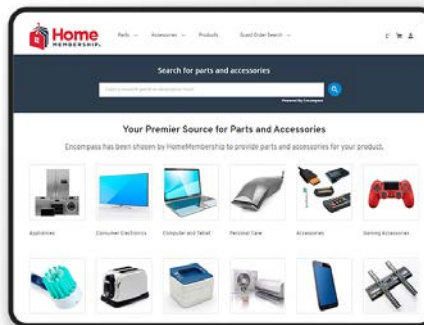 Home
MEMBERSHIP.
Parts
Accessories
Products
Guest Order Search
Search for parts and accessories
Powered by Encompass
Your Premier Source for Parts and Accessories
Encompass has been chosen by HomeMembership to provide parts and accessories for your product.
Appliances
Consumer Electronics
Computer and Tablet
Personal Care
Accessories
Gaming Accessories